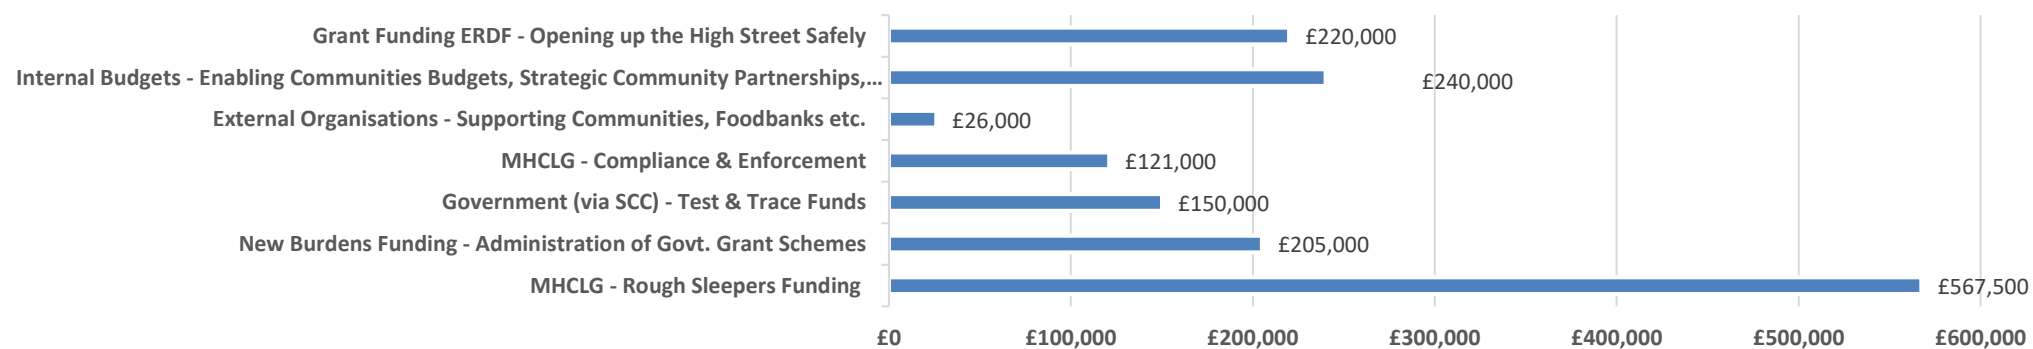 Grant Funding ERDF - Opening up the High Street Safely £220,000
Internal Budgets - Enabling Communities Budgets, Strategic Community Partnerships,... £240,000
External Organisations - Supporting Communities, Foodbanks etc. £26,000
MHCLG - Compliance & Enforcement £121,000
Government (via SCC) - Test & Trace Funds £150,000
New Burdens Funding - Administration of Govt. Grant Schemes £205,000
MHCLG - Rough Sleepers Funding £567,500
£0 £100,000 £200,000 £300,000 £400,000 £500,000 £600,000